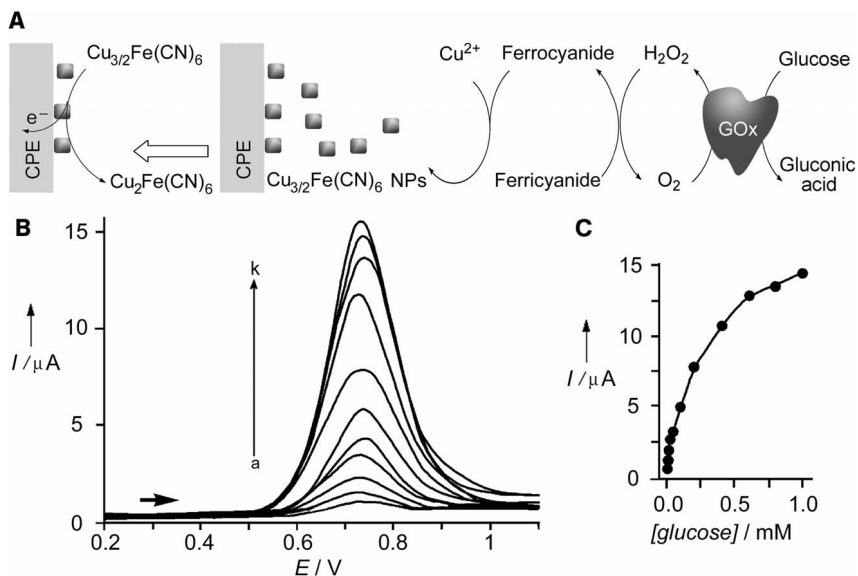 A
Cu3/2Fe(CN)6
e−
CPE
Cu2Fe(CN)6
CPE
Cu3/2Fe(CN)6 NPs
Cu2+
Ferrocyanide
H2O2
Glucose
GOx
Ferricyanide
O2
Gluconic
acid
B
15
10
5
0
I / μA
k
a
0.2
0.4
0.6
0.8
1
E / V
C
15
10
5
0
I / μA
0.0
0.5
1.0
[glucose] / mM